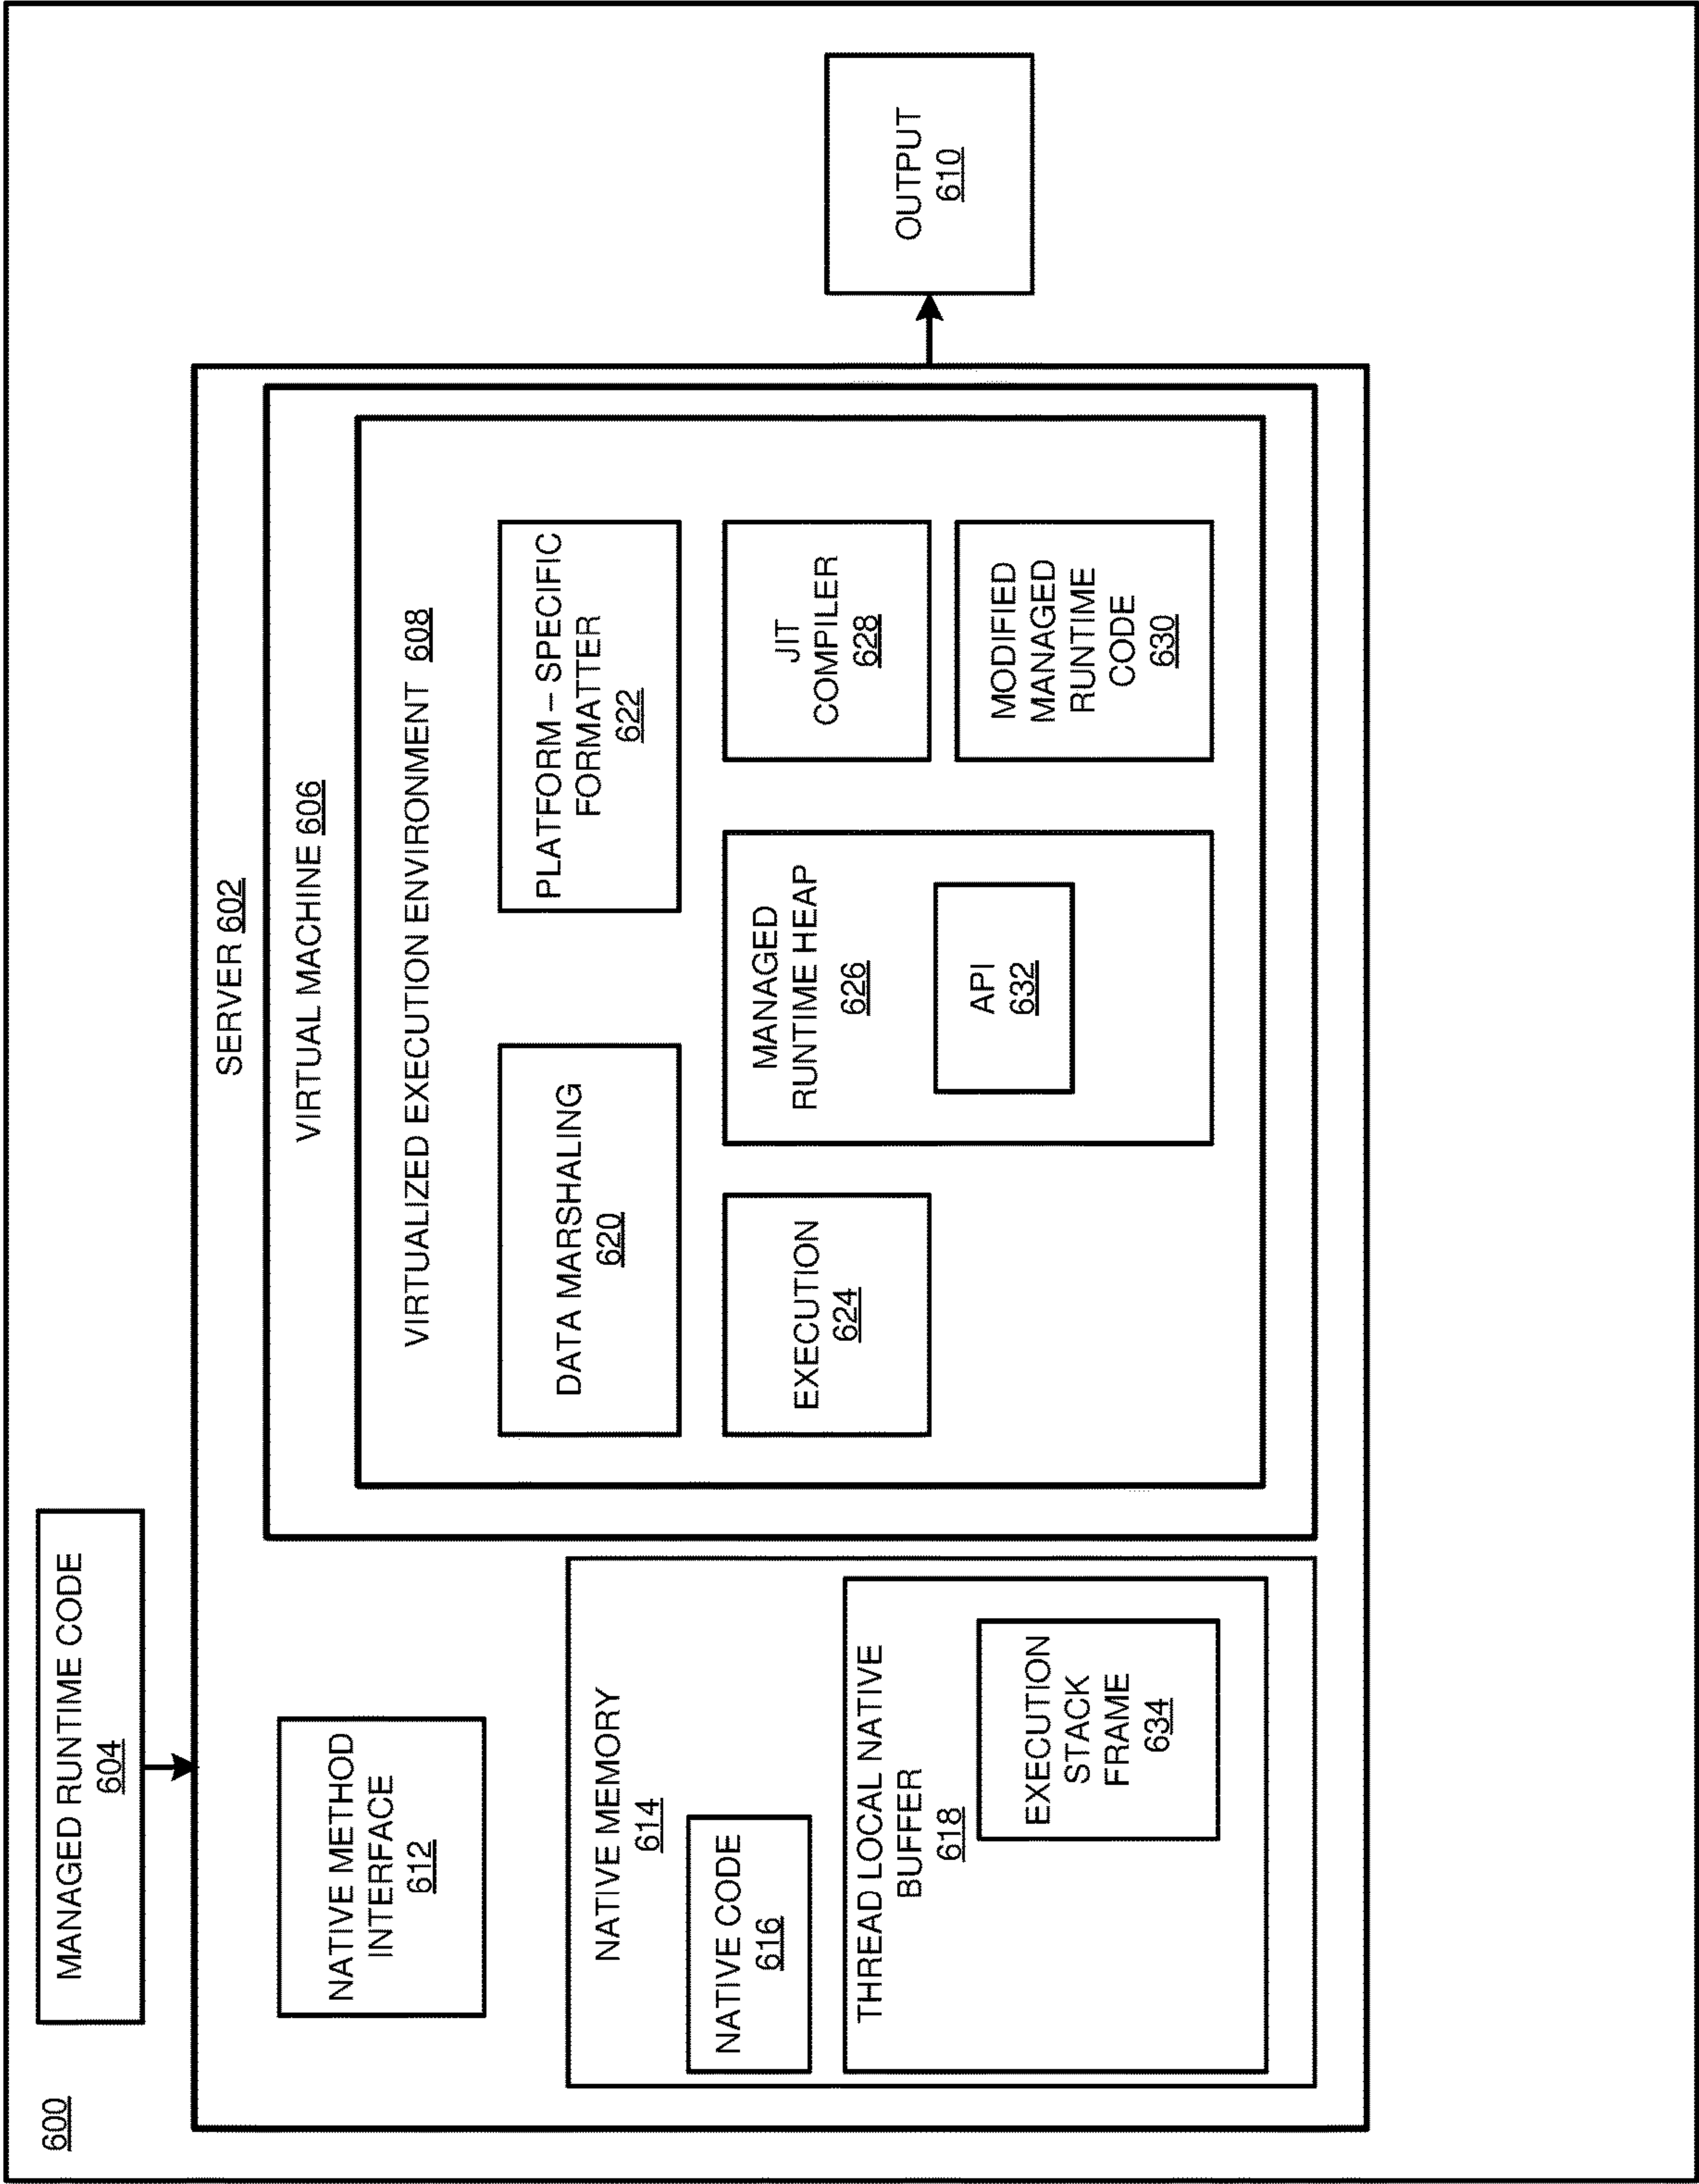 600
MANAGED RUNTIME CODE
604
SERVER 602
NATIVE METHOD
INTERFACE
612
NATIVE MEMORY
614
NATIVE CODE
616
THREAD LOCAL NATIVE
BUFFER
618
EXECUTION
STACK
FRAME
634
VIRTUAL MACHINE 606
VIRTUALIZED EXECUTION ENVIRONMENT 608
DATA MARSHALING
620
PLATFORM – SPECIFIC
FORMATTER
622
EXECUTION
624
MANAGED
RUNTIME HEAP
626
API
632
JIT
COMPILER
628
MODIFIED
MANAGED
RUNTIME
CODE
630
OUTPUT
610